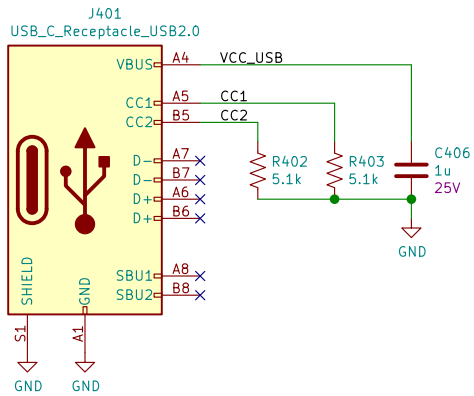 J401
USB_C_Receptacle_USB2.0
VBUS A4 VCC_USB
CC1 A5 CC1
CC2 B5 CC2
D- A7
D- B7
D+ A6
D+ B6
SBU1 A8
SBU2 B8
SHIELD
GND
S1
A1
GND
GND
R402
5.1k
R403
5.1k
C406
1u
25V
GND